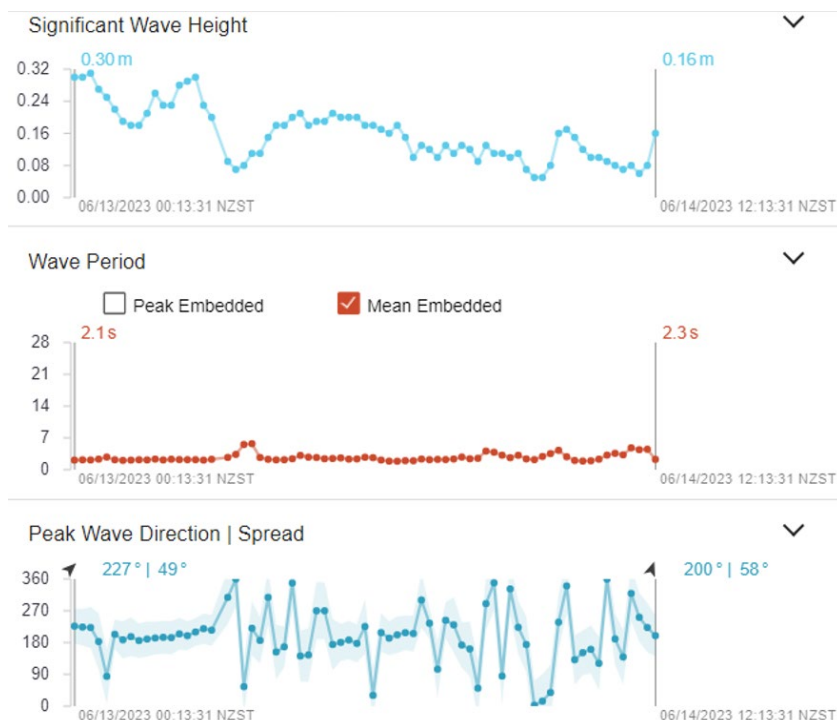 Significant Wave Height
0.30 m 0.16 m
0.32
0.24
0.16
0.08
0.00
06/13/2023 00:13:31 NZST 06/14/2023 12:13:31 NZST
Wave Period
Peak Embedded Mean Embedded
2.1 s 2.3 s
28
21
14
7
0
06/13/2023 00:13:31 NZST 06/14/2023 12:13:31 NZST
Peak Wave Direction | Spread
227 ° | 49 ° 200 ° | 58 °
360
270
180
90
0
06/13/2023 00:13:31 NZST 06/14/2023 12:13:31 NZST